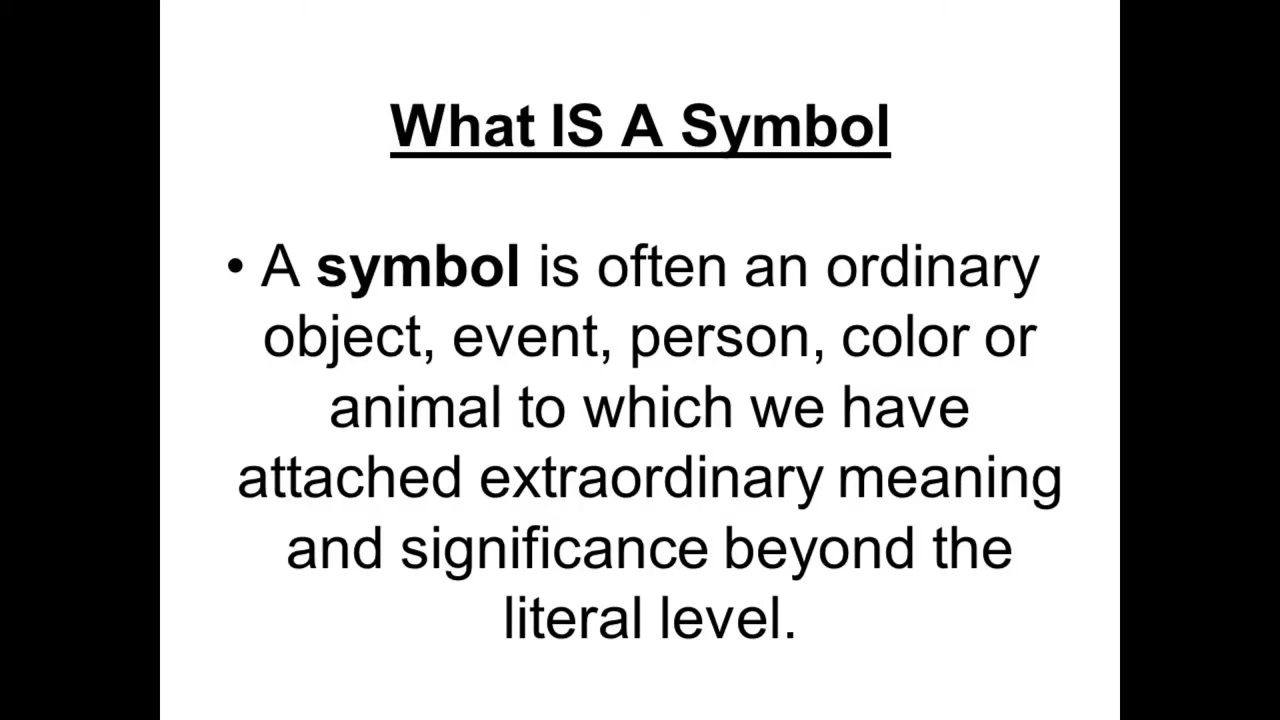 What IS A Symbol
• A symbol is often an ordinary
object, event, person, color or
animal to which we have
attached extraordinary meaning
and significance beyond the
literal level.